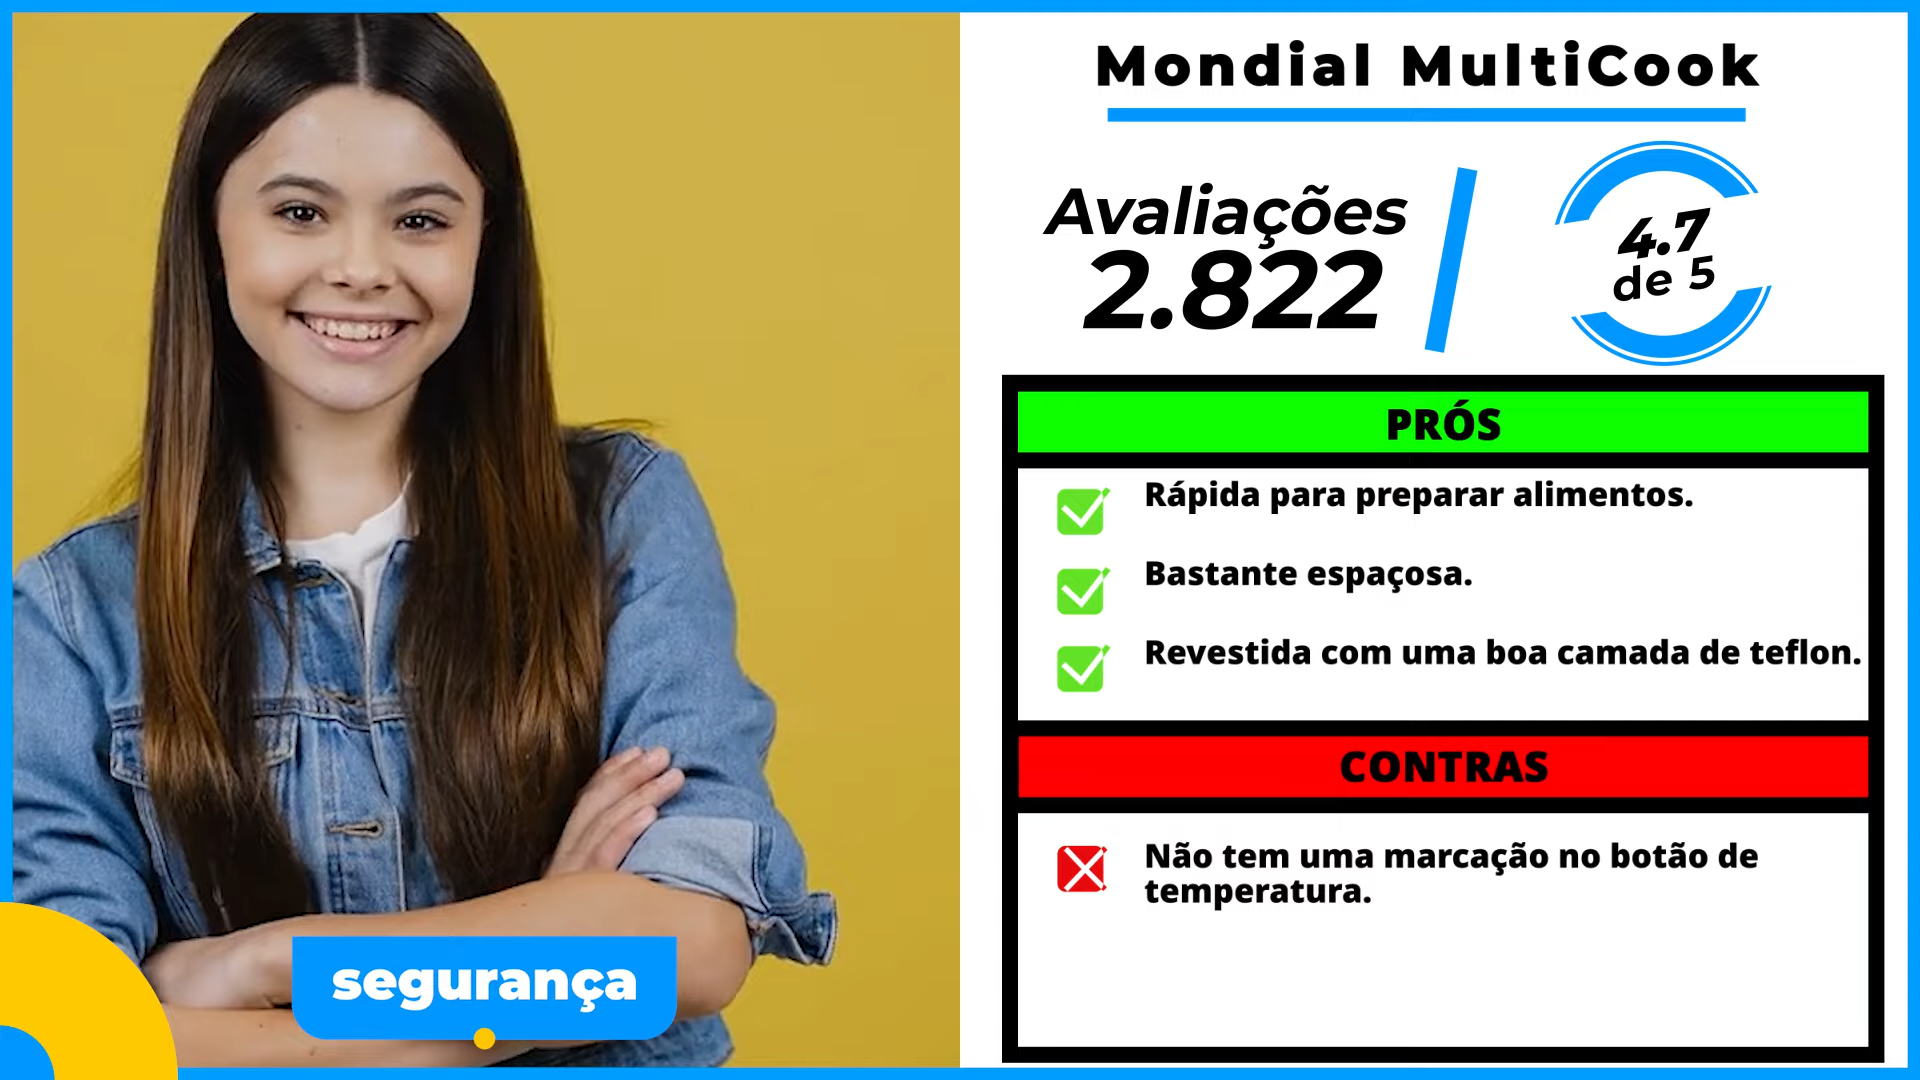 Mondial MultiCook
Avaliações
2.822
4.7
de 5
PRÓS
Rápida para preparar alimentos.
Bastante espaçosa.
Revestida com uma boa camada de teflon.
CONTRAS
Não tem uma marcação no botão de
temperatura.
segurança